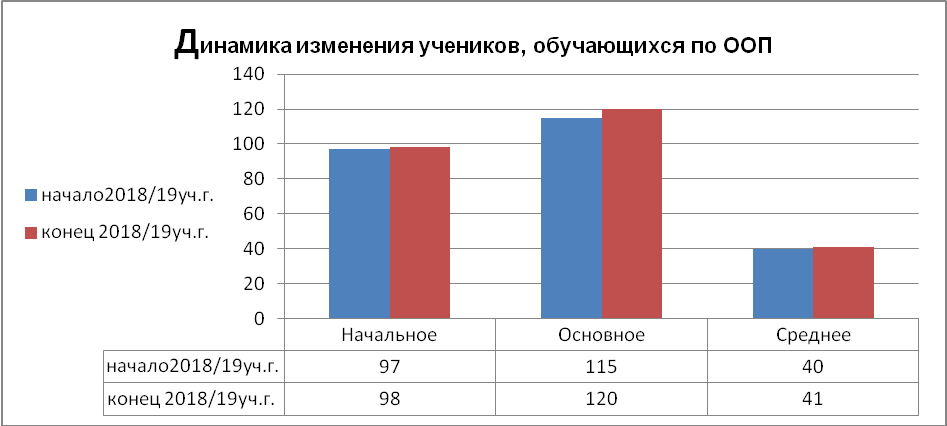 Динамика изменения учеников, обучающихся по ООП
140
120
100
80
60
40
20
0
начало2018/19уч.г.
конец 2018/19уч.г.
Начальное Основное Среднее
начало2018/19уч.г. 97 115 40
конец 2018/19уч.г. 98 120 41